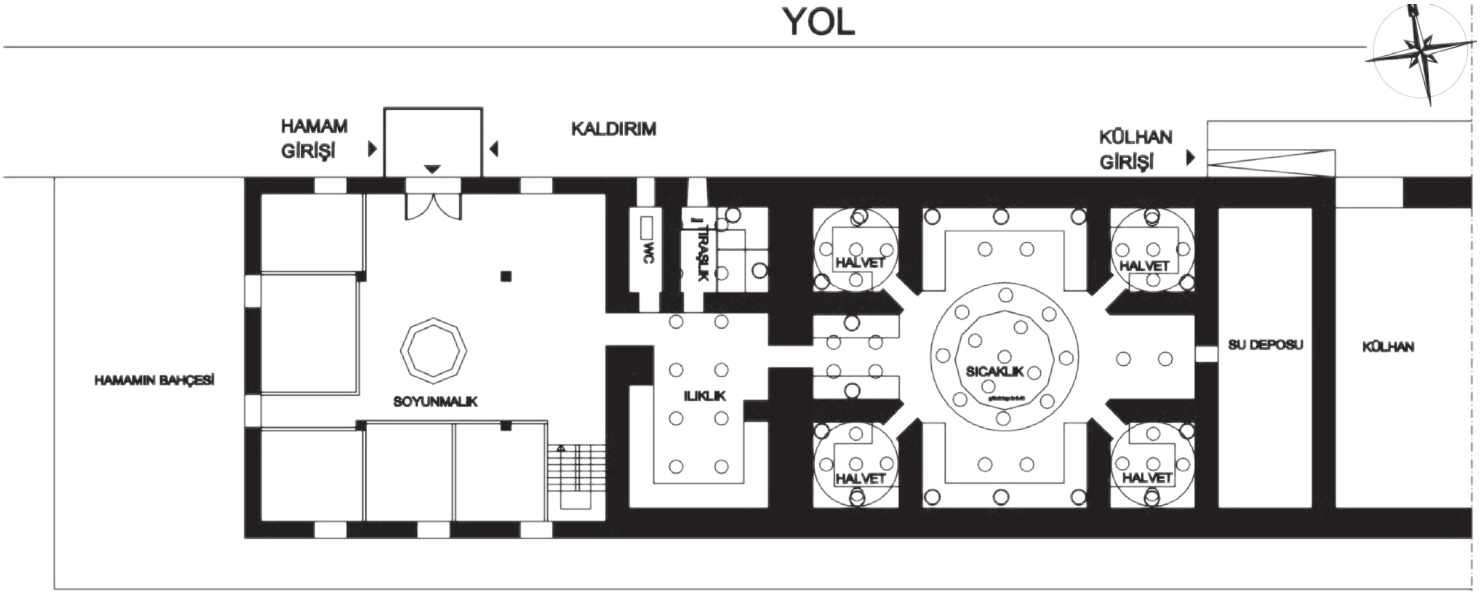 YOL
N
HAMAM
GİRİŞİ
KALDIRIM
KÜLHAN
GİRİŞİ
WC
TIRAŞLIK
HALVET
HALVET
HAMAMIN BAHÇESİ
SOYUNMALIK
ILIKLIK
SICAKLIK
SU DEPOSU
KÜLHAN
HALVET
HALVET